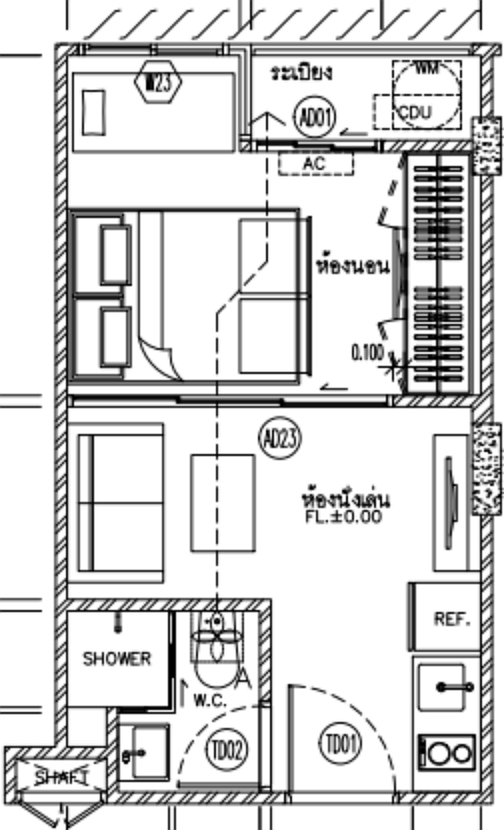 W23
ระเบียง
WM
AD01
CDU
AC
ห้องนอน
0.100
AD23
ห้องนั่งเล่น
FL.±0.00
REF.
SHOWER
W.C.
TD02
TD01
SHAFT